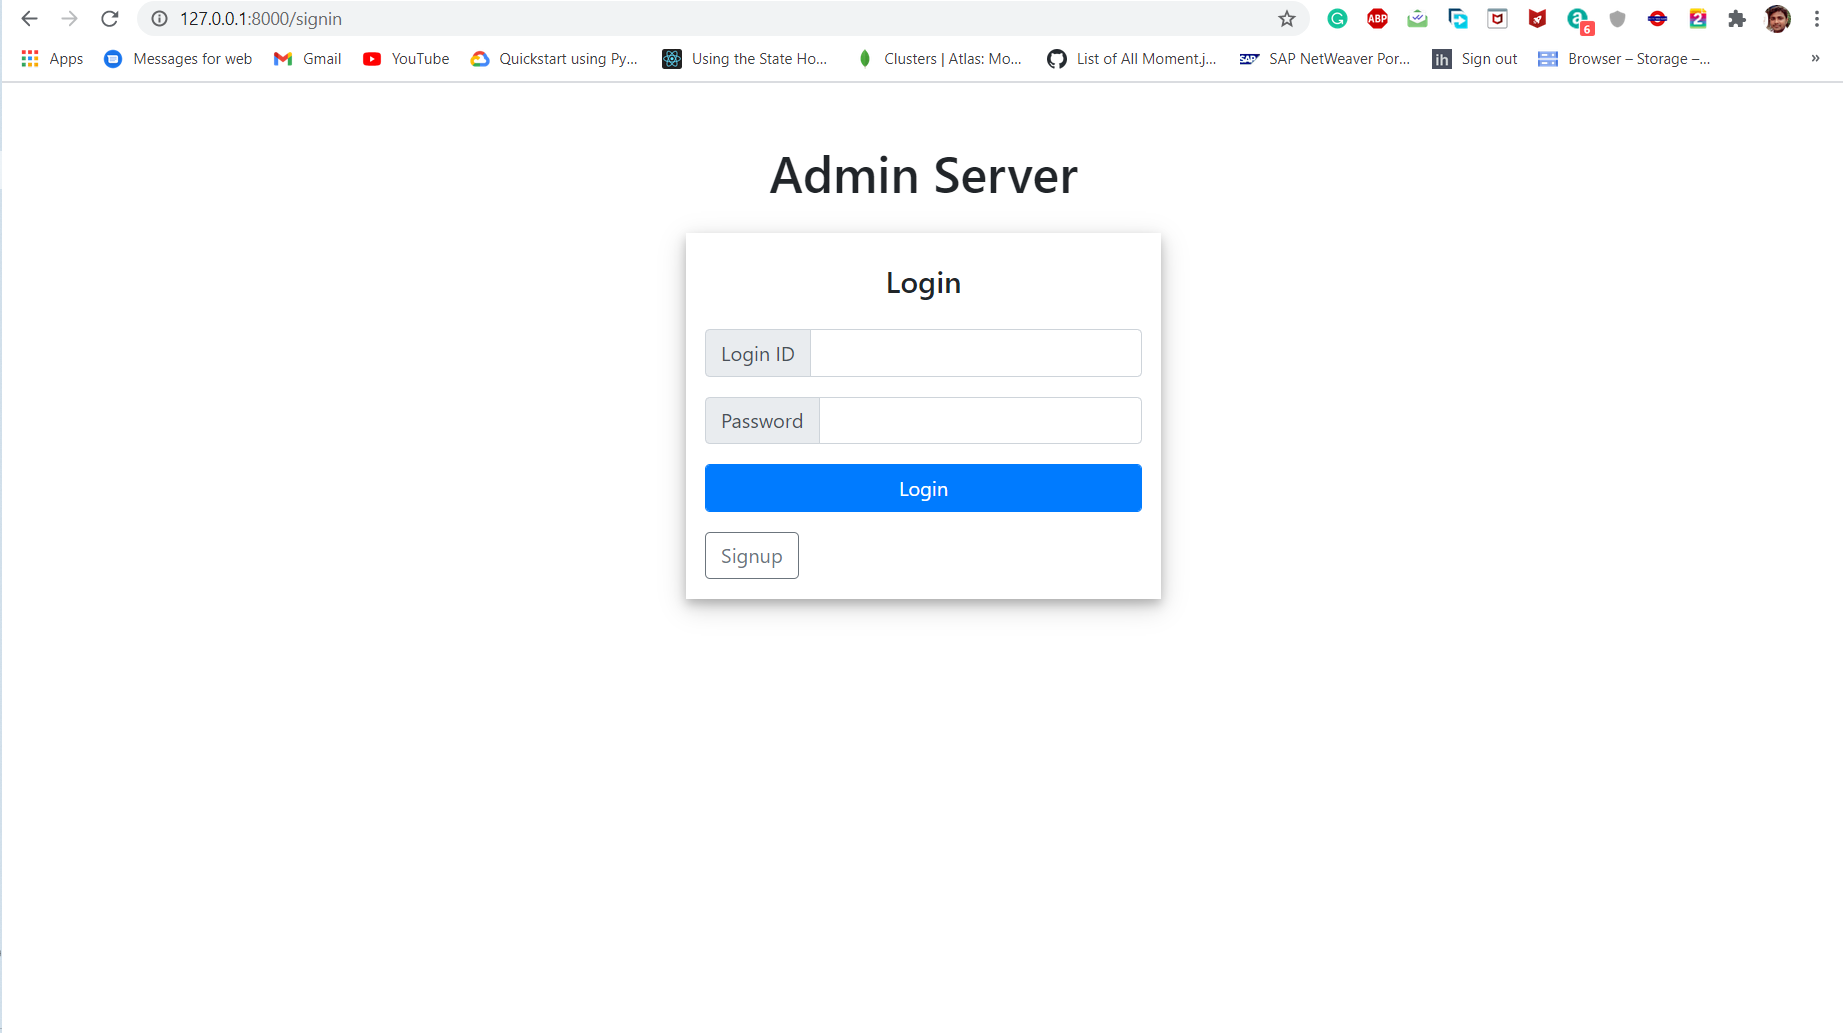 127.0.0.1:8000/signin
ABP
a
6
2
Apps Messages for web Gmail YouTube Quickstart using Py... Using the State Ho... Clusters | Atlas: Mo... List of All Moment.j... SAP SAP NetWeaver Por... ih Sign out Browser – Storage –... »
Admin Server
Login
Login ID
Password
Login
Signup